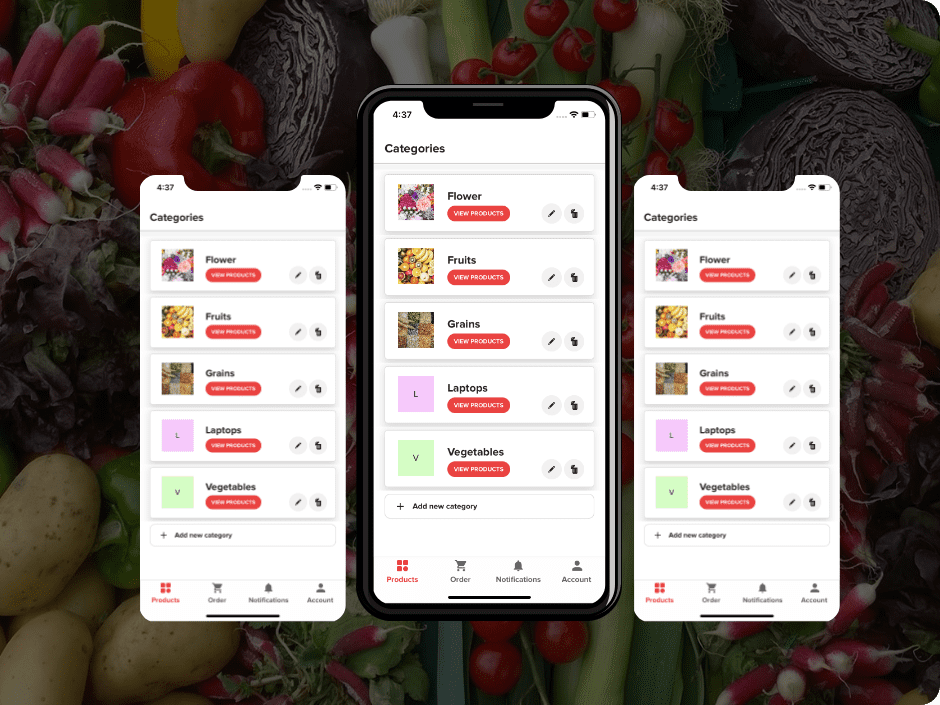 4:37
Categories
Flower
VIEW PRODUCTS
Fruits
VIEW PRODUCTS
Grains
VIEW PRODUCTS
L
Laptops
VIEW PRODUCTS
V
Vegetables
VIEW PRODUCTS
+ Add new category
Products Order Notifications Account
4:37
Categories
Flower
VIEW PRODUCTS
Fruits
VIEW PRODUCTS
Grains
VIEW PRODUCTS
L
Laptops
VIEW PRODUCTS
V
Vegetables
VIEW PRODUCTS
+ Add new category
Products Order Notifications Account
4:37
Categories
Flower
VIEW PRODUCTS
Fruits
VIEW PRODUCTS
Grains
VIEW PRODUCTS
L
Laptops
VIEW PRODUCTS
V
Vegetables
VIEW PRODUCTS
+ Add new category
Products Order Notifications Account